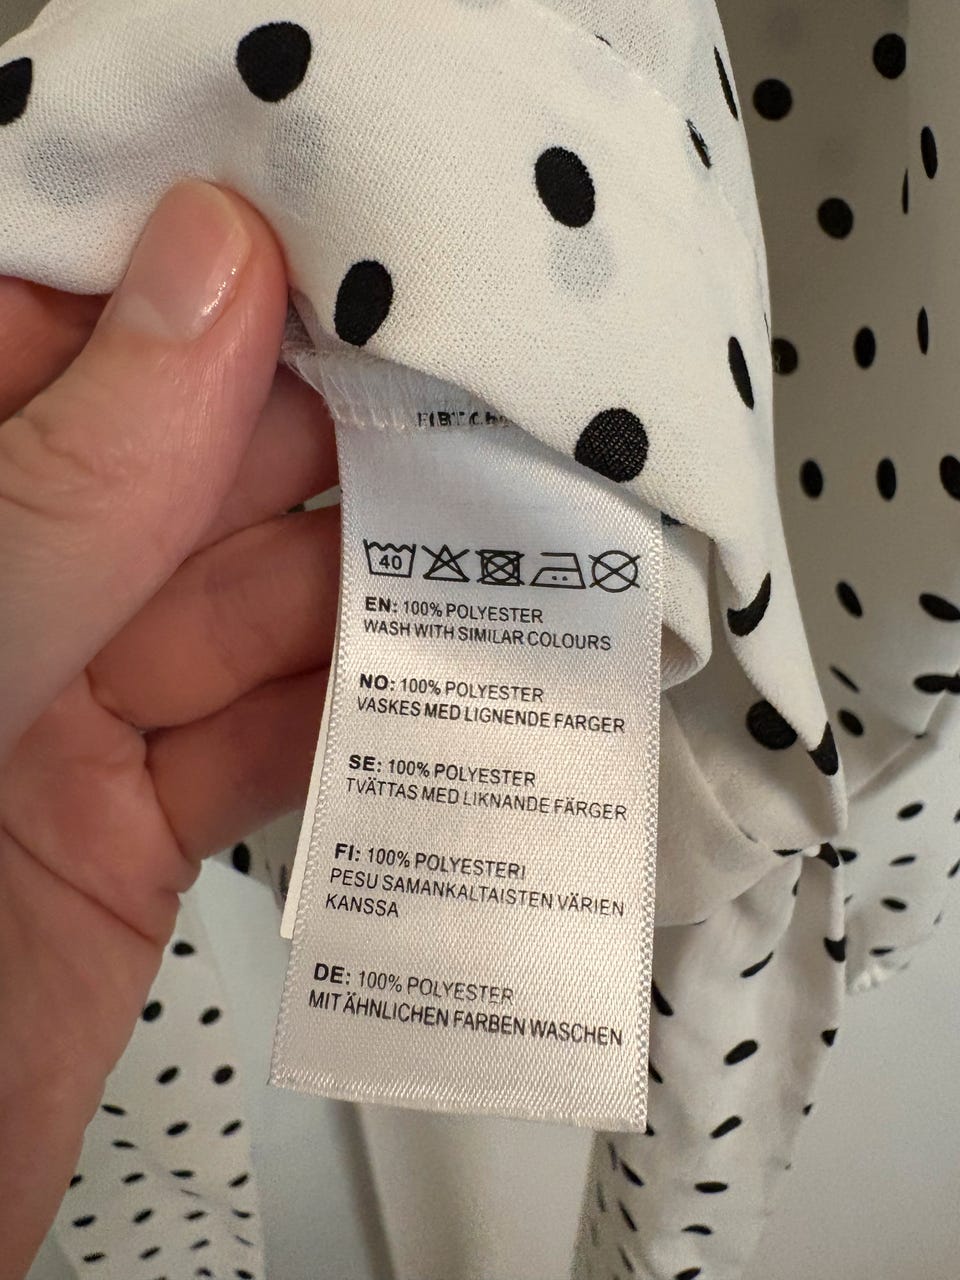 40
EN: 100% POLYESTER
WASH WITH SIMILAR COLOURS
NO: 100% POLYESTER
VASKES MED LIGNENDE FARGER
SE: 100% POLYESTER
TVÄTTAS MED LIKNANDE FÄRGER
FI: 100% POLYESTERI
PESU SAMANKALTAISTEN VÄRIEN
KANSSA
DE: 100% POLYESTER
MIT ÄHNLICHEN FARBEN WASCHEN